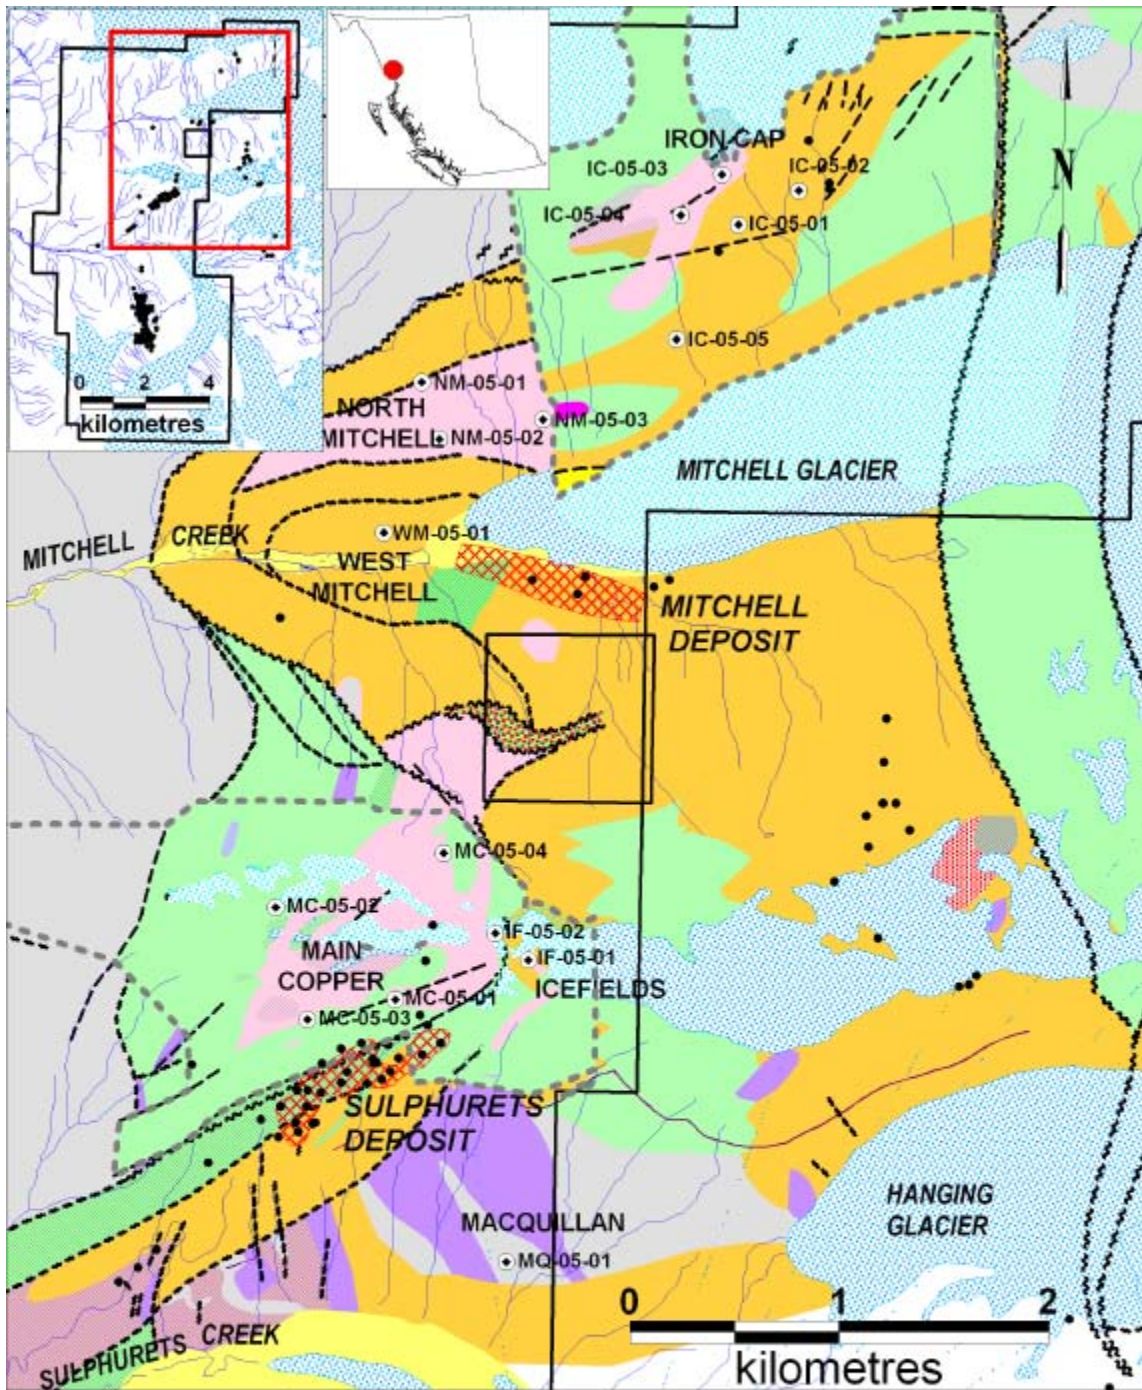 0 2 4
kilometres
N
IRON CAP
IC-05-03
IC-05-02
IC-05-04
IC-05-01
IC-05-05
NM-05-01
NORTH
MITCHELL
NM-05-03
NM-05-02
MITCHELL GLACIER
MITCHELL CREEK
WM-05-01
WEST
MITCHELL
MITCHELL
DEPOSIT
MC-05-04
MC-05-02
IF-05-02
MAIN
COPPER
IF-05-01
ICEFIELDS
MC-05-01
MC-05-03
SULPHURETS
DEPOSIT
HANGING
GLACIER
MACQUILLAN
MQ-05-01
SULPHURETS CREEK
0 1 2
kilometres